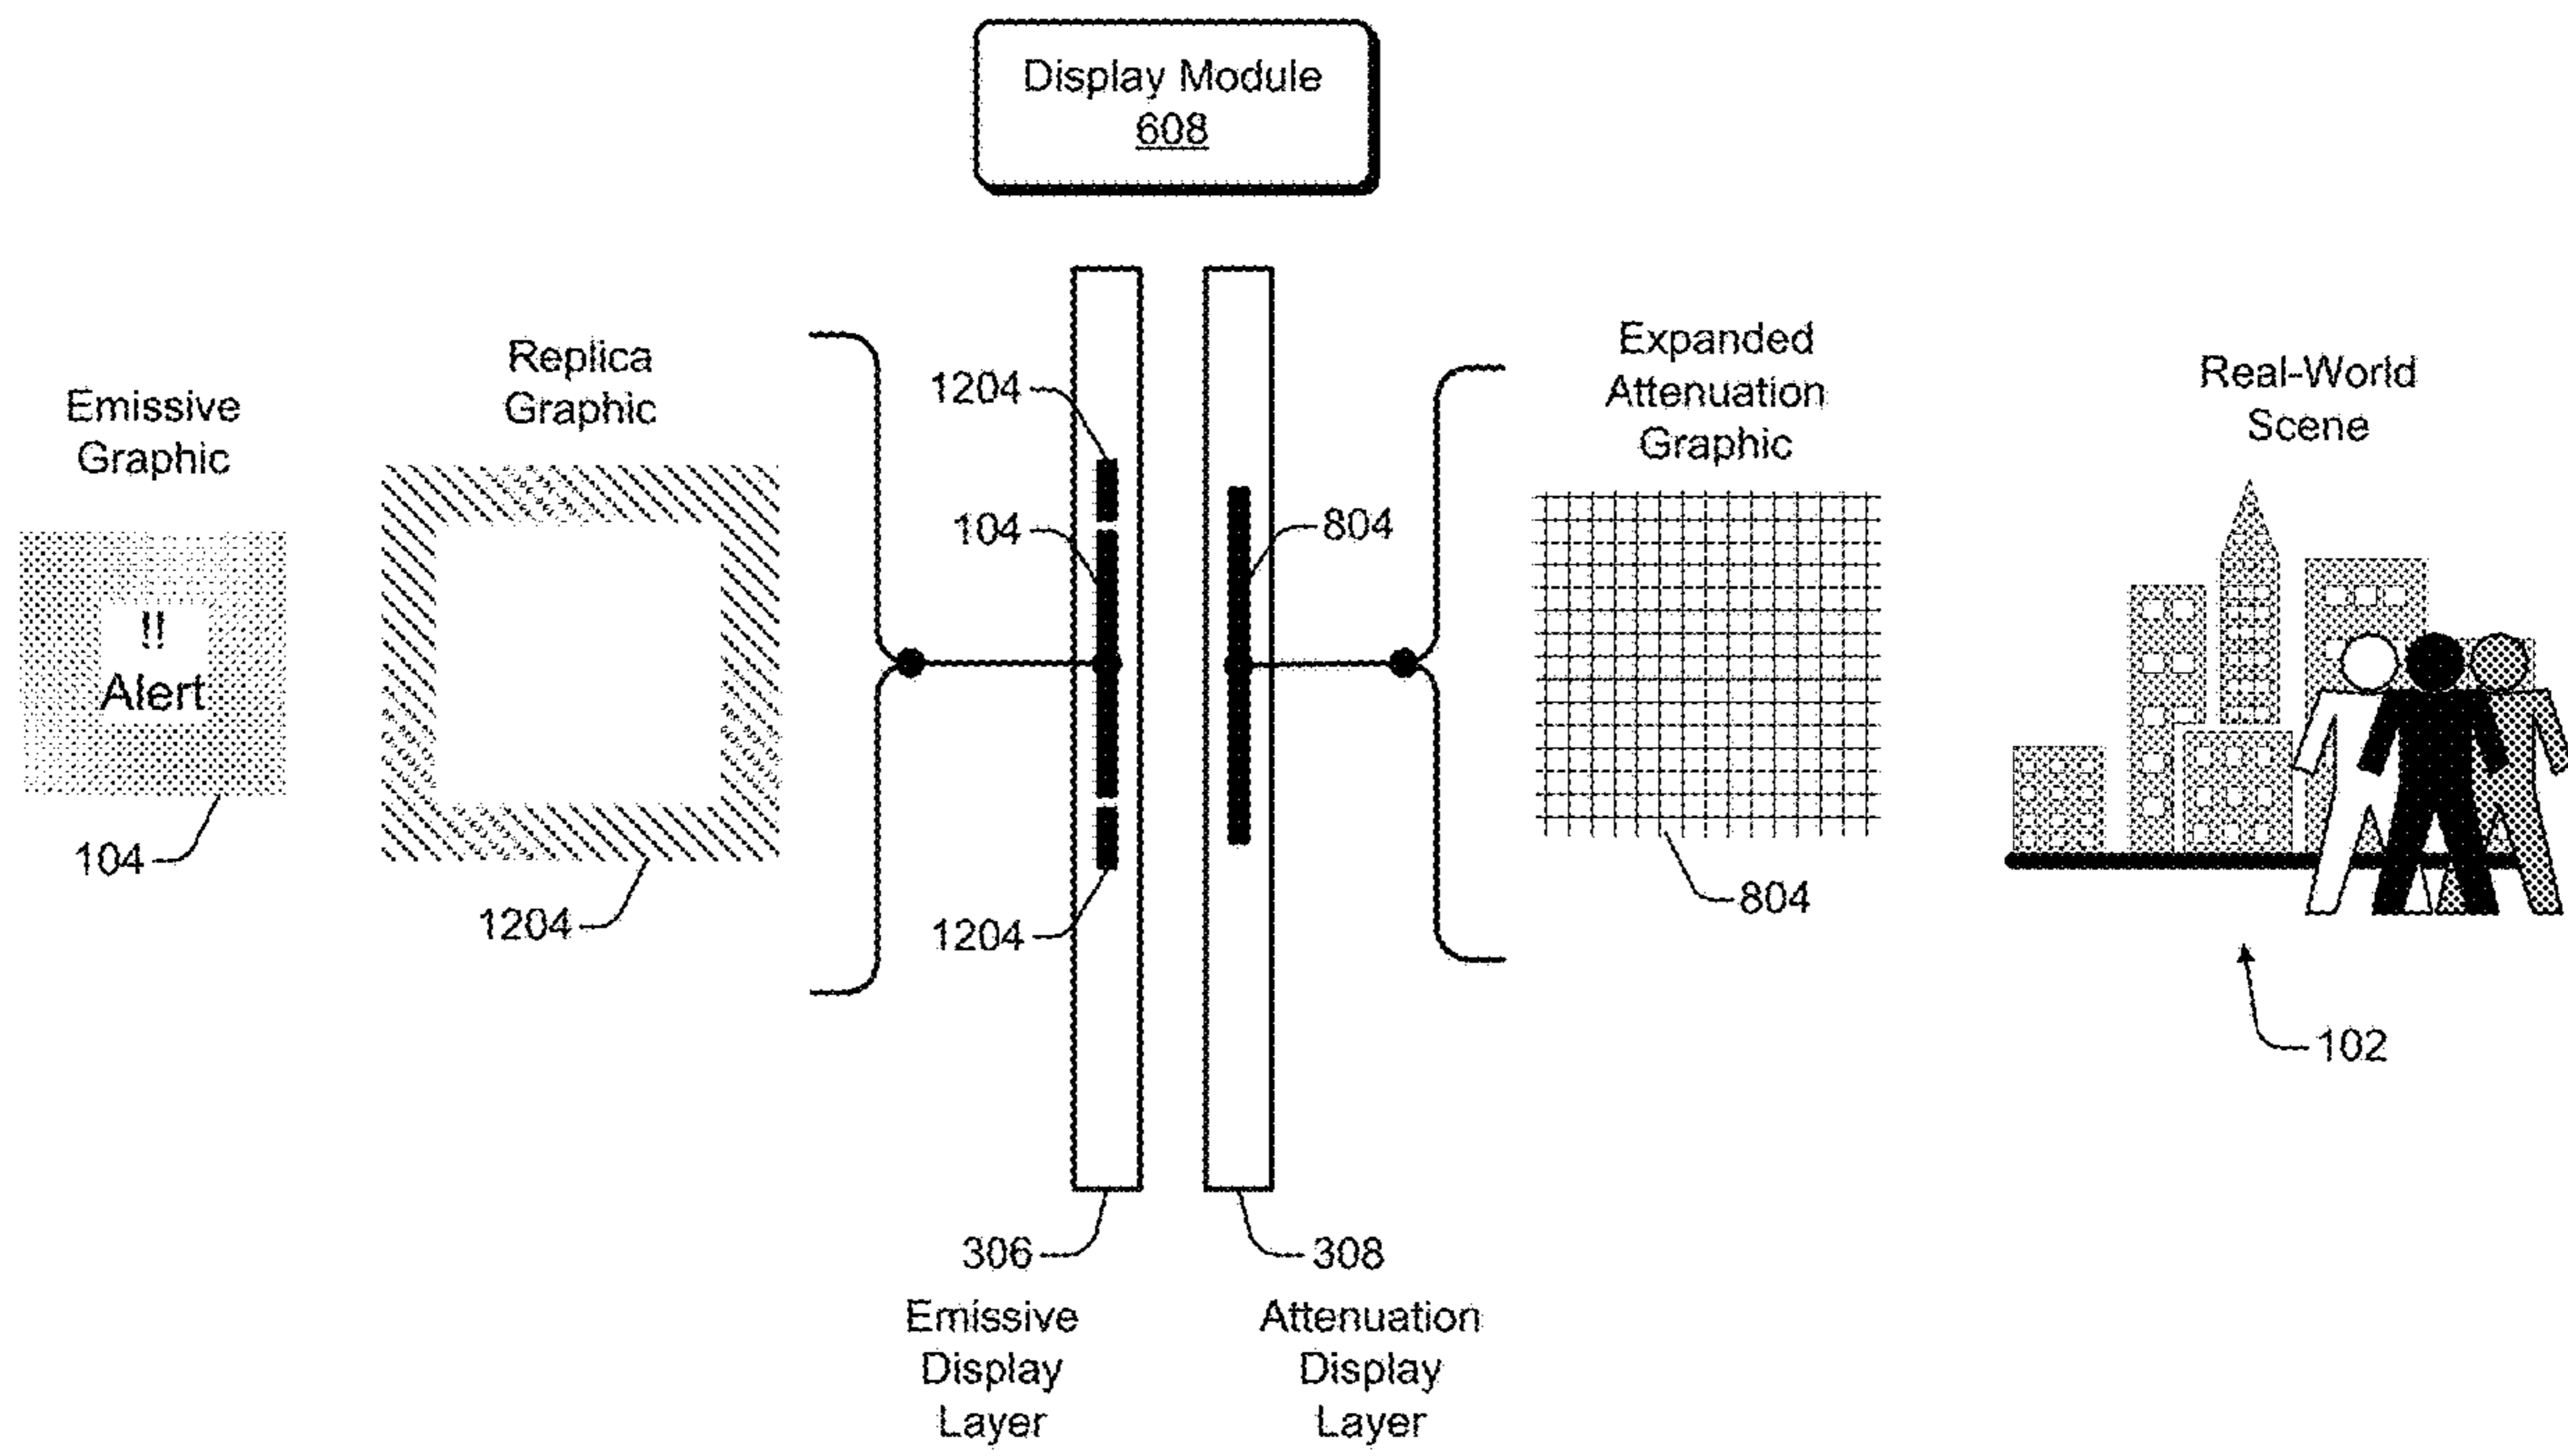 Display Module
608
Emissive
Graphic
!!
Alert
104
Replica
Graphic
1204
1204
104
1204
804
Expanded
Attenuation
Graphic
804
Real-World
Scene
102
306
Emissive
Display
Layer
308
Attenuation
Display
Layer